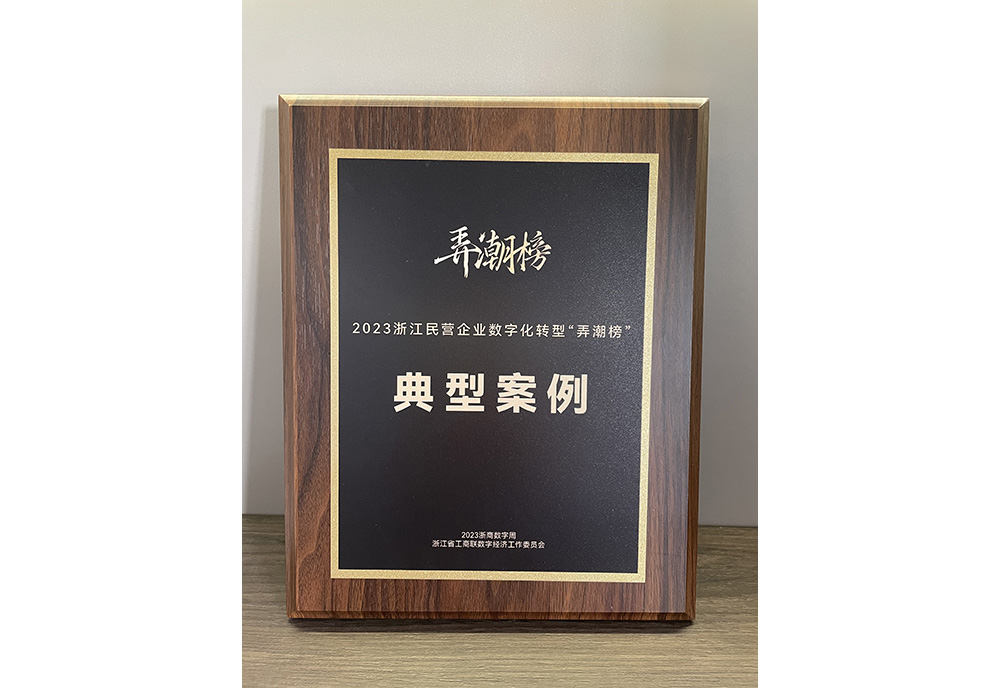 弄潮榜
2023浙江民营企业数字化转型“弄潮榜”
典型案例
2023浙商数字周
浙江省工商联数字经济工作委员会